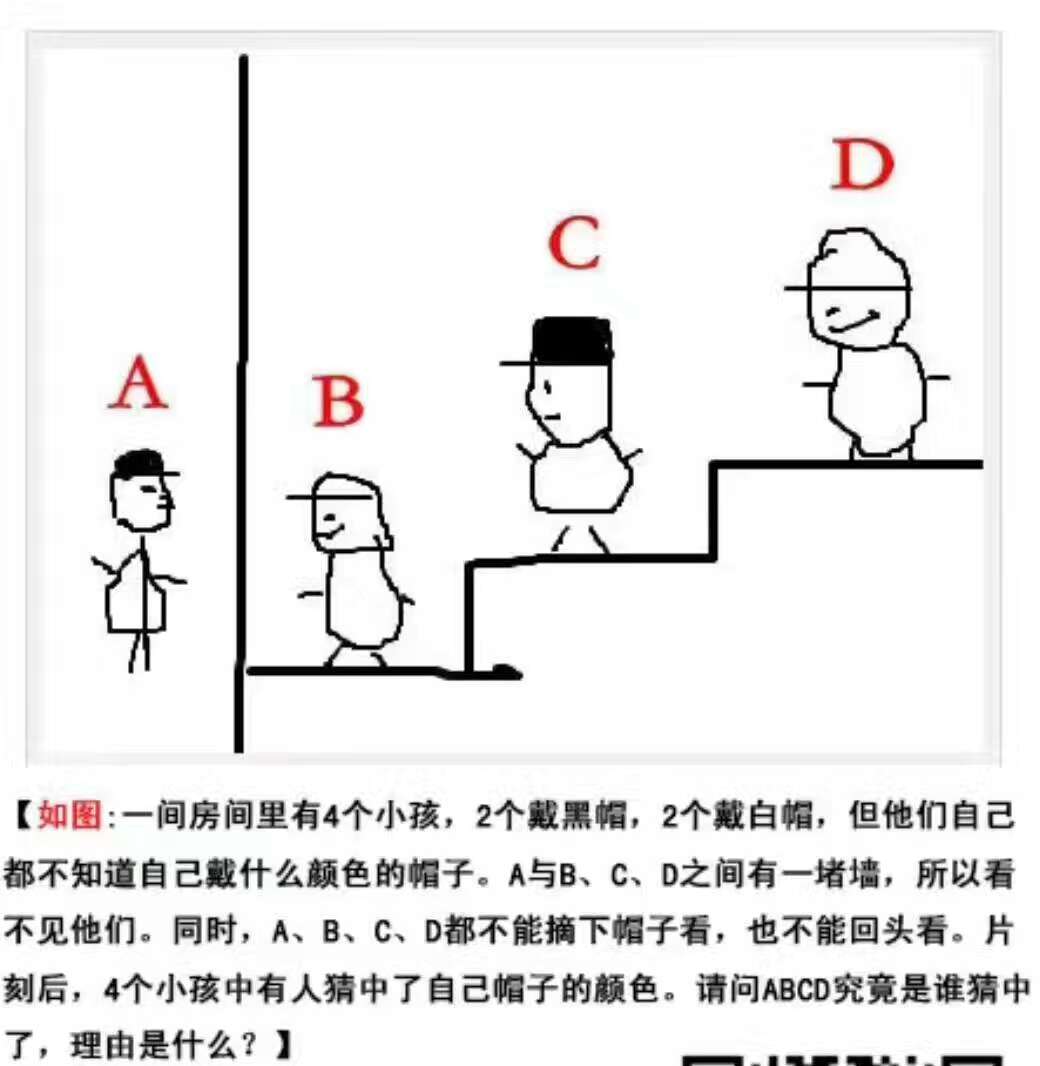 D
C
A
B
【如图:一间房间里有4个小孩，2个戴黑帽，2个戴白帽，但他们自己
都不知道自己戴什么颜色的帽子。A与B、C、D之间有一堵墙，所以看
不见他们。同时，A、B、C、D都不能摘下帽子看，也不能回头看。片
刻后，4个小孩中有人猜中了自己帽子的颜色。请问ABCD究竟是谁猜中
了，理由是什么？】